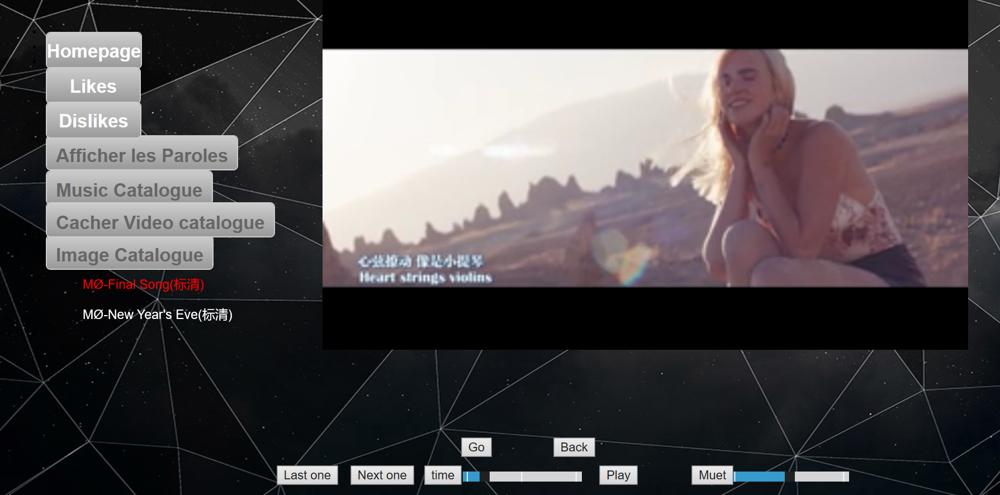 Homepage
Likes
Dislikes
Afficher les Paroles
Music Catalogue
Cacher Video catalogue
Image Catalogue
MØ-Final Song(标清)
MØ-New Year's Eve(标清)
心弦撩动 像是小提琴
Heart strings violins
Go Back
Last one Next one time Play Muet